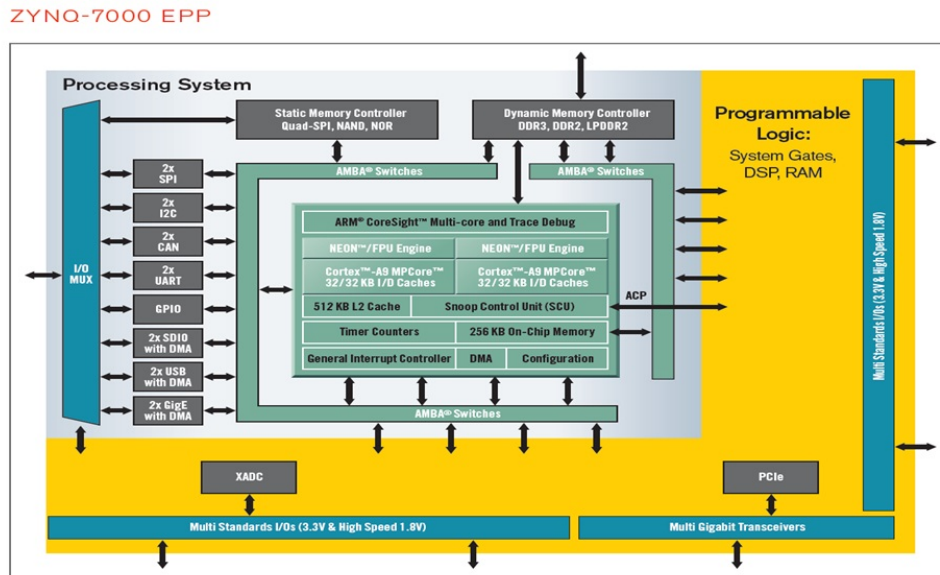 ZYNQ-7000 EPP
Processing System
Static Memory Controller
Quad-SPI, NAND, NOR
Dynamic Memory Controller
DDR3, DDR2, LPDDR2
Programmable
Logic:
System Gates,
DSP, RAM
AMBA® Switches
AMBA® Switches
2x
SPI
2x
I2C
2x
CAN
2x
UART
GPIO
2x SDIO
with DMA
2x USB
with DMA
2x GigE
with DMA
I/O
MUX
ARM® CoreSight™ Multi-core and Trace Debug
NEON™/FPU Engine
NEON™/FPU Engine
Cortex™-A9 MPCore™
32/32 KB I/D Caches
Cortex™-A9 MPCore™
32/32 KB I/D Caches
512 KB L2 Cache
Snoop Control Unit (SCU)
Timer Counters
256 KB On-Chip Memory
General Interrupt Controller
DMA
Configuration
ACP
AMBA® Switches
Multi Standards I/Os (3.3V & High Speed 1.8V)
XADC
PCIe
Multi Standards I/Os (3.3V & High Speed 1.8V)
Multi Gigabit Transceivers